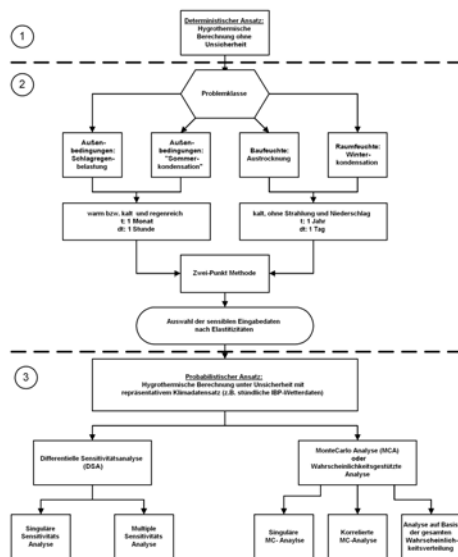 1
Deterministischer Ansatz:
Hygrothermische
Berechnung ohne
Unsicherheit
2
Problemklasse
Außen-
bedingungen:
Schlagregen-
belastung
Außen-
bedingungen:
"Sommer-
kondensation"
Baufeuchte:
Austrocknung
Raumfeuchte:
Winter-
kondensation
warm bzw. kalt und regenreich
t: 1 Monat
dt: 1 Stunde
kalt, ohne Strahlung und Niederschlag
t: 1 Jahr
dt: 1 Tag
Zwei-Punkt Methode
Auswahl der sensiblen Eingabedaten
nach Elastitizitäten
3
Probabilistischer Ansatz:
Hygrothermische Berechnung unter Unsicherheit mit
repräsentativem Klimadatensatz (z.B. stündliche IBP-Wetterdaten)
Differentielle Sensitivitätsanalyse
(DSA)
MonteCarlo Analyse (MCA)
oder
Wahrscheinlichkeitsgestützte
Analyse
Singuläre
Sensitivitäts
Analyse
Multiple
Sensitivitäts
Analyse
Singuläre
MC- Anaylse
Korrelierte
MC-Analyse
Analyse auf Basis
der gesamten
Wahrscheinlich-
keitsverteilung